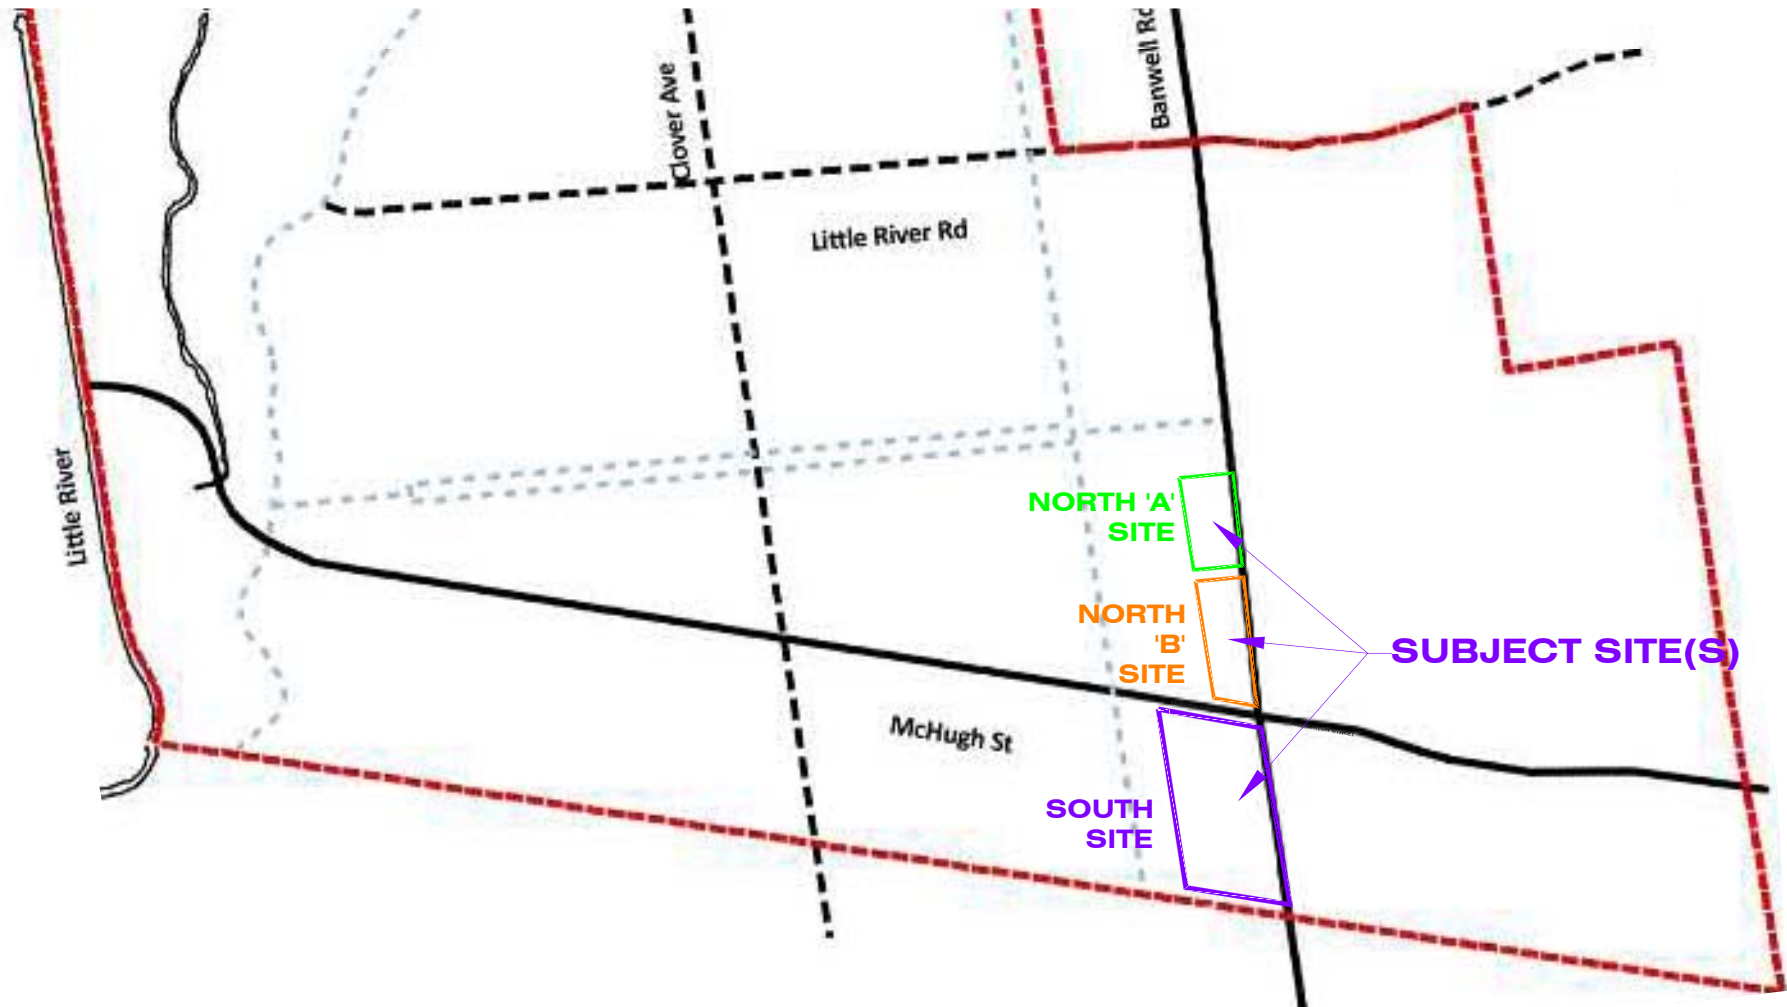 Banwell Rd
Clover Ave
Little River Rd
Little River
NORTH 'A'
SITE
NORTH
'B'
SITE
SUBJECT SITE(S)
McHugh St
SOUTH
SITE